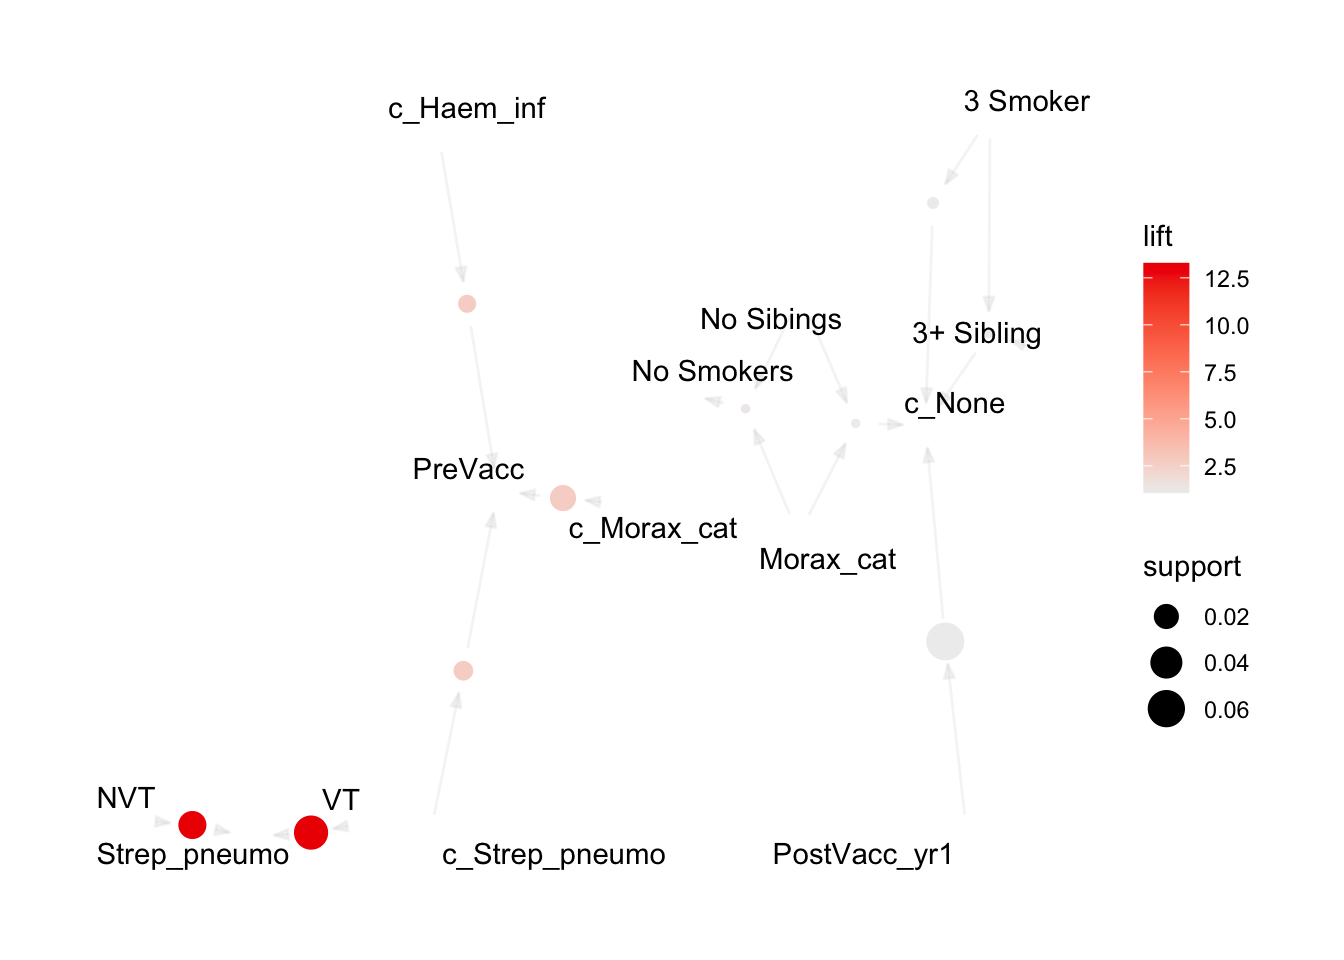 c_Haem_inf
3 Smoker
No Sibings
3+ Sibling
No Smokers
c_None
PreVacc
c_Morax_cat
Morax_cat
NVT
VT
Strep_pneumo
c_Strep_pneumo
PostVacc_yr1
lift
12.5
10.0
7.5
5.0
2.5
support
0.02
0.04
0.06